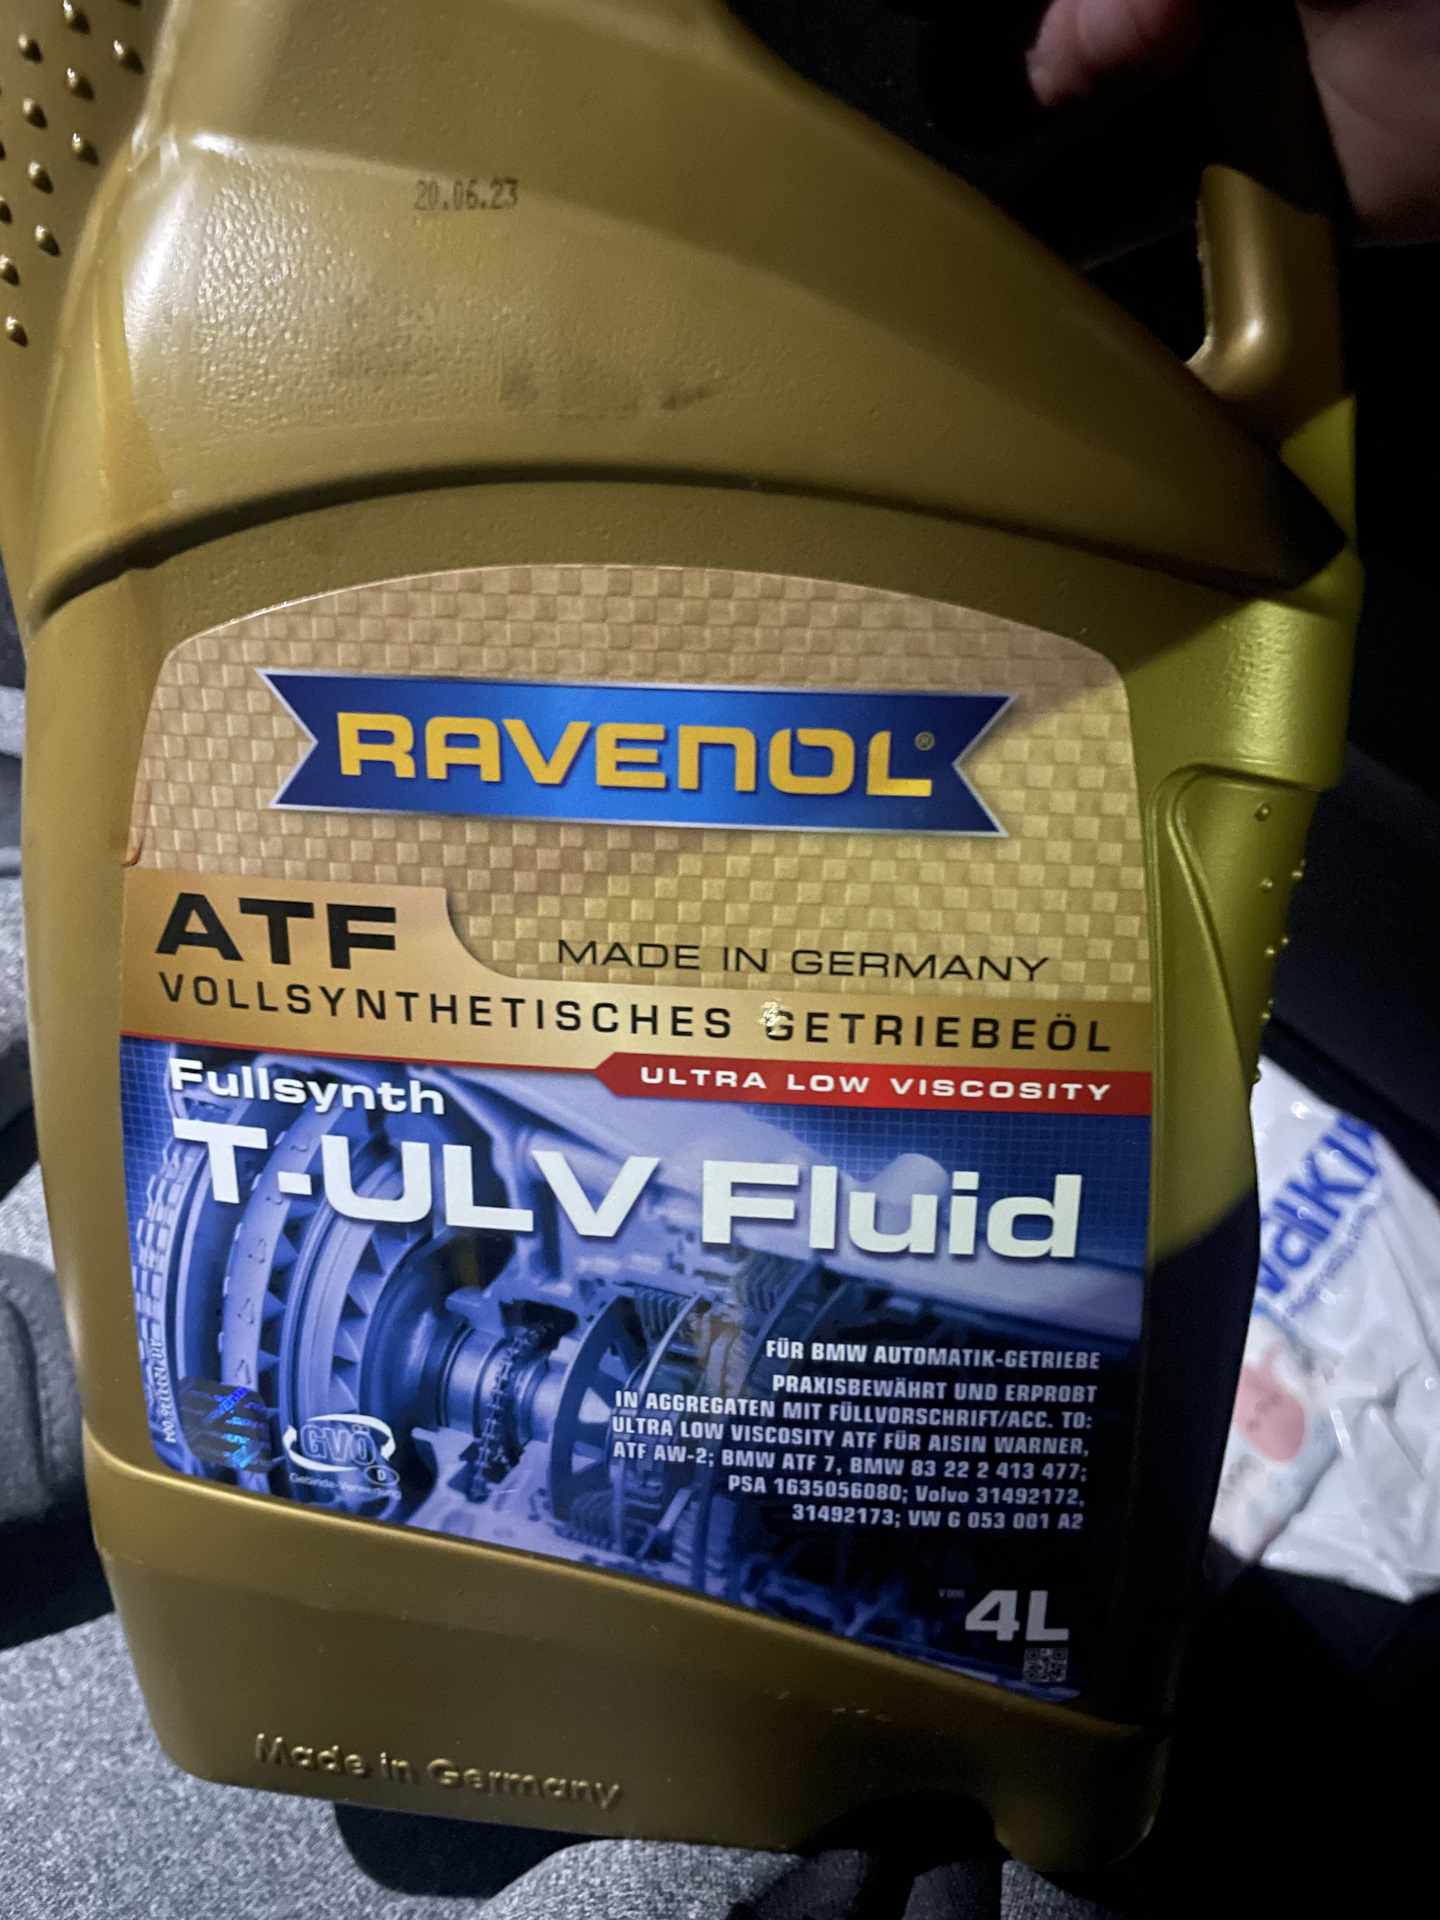 20.06.23
RAVENOL®
ATF
MADE IN GERMANY
VOLLSYNTHETISCHES GETRIEBEÖL
ULTRA LOW VISCOSITY
Fullsynth
T-ULV Fluid
FÜR BMW AUTOMATIK-GETRIEBE
PRAXISBEWÄHRT UND ERPROBT
IN AGGREGATEN MIT FÜLLVORSCHRIFT/ACC. TO:
ULTRA LOW VISCOSITY ATF FÜR AISIN WARNER,
ATF AW-2; BMW ATF 7, BMW 83 22 2 413 477;
PSA 1635056080; Volvo 31492172,
31492173; VW G 053 001 A2
GVÖ
D
4L
Made in Germany